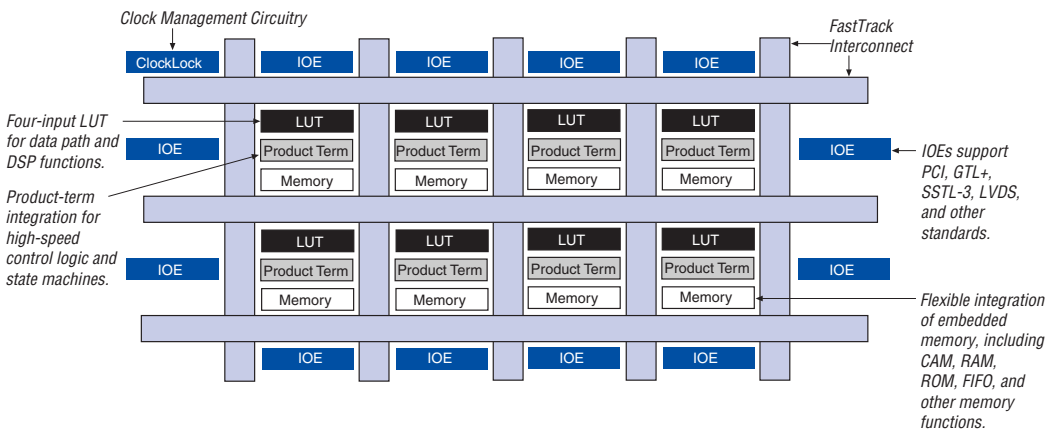 Clock Management Circuitry
FastTrack
Interconnect
ClockLock
IOE
IOE
IOE
IOE
Four-input LUT
for data path and
DSP functions.
LUT
LUT
LUT
LUT
IOE
Product Term
Product Term
Product Term
Product Term
IOE
IOEs support
PCI, GTL+,
SSTL-3, LVDS,
and other
standards.
Memory
Memory
Memory
Memory
Product-term
integration for
high-speed
control logic and
state machines.
LUT
LUT
LUT
LUT
IOE
Product Term
Product Term
Product Term
Product Term
IOE
Memory
Memory
Memory
Memory
Flexible integration
of embedded
memory, including
CAM, RAM,
ROM, FIFO, and
other memory
functions.
IOE
IOE
IOE
IOE